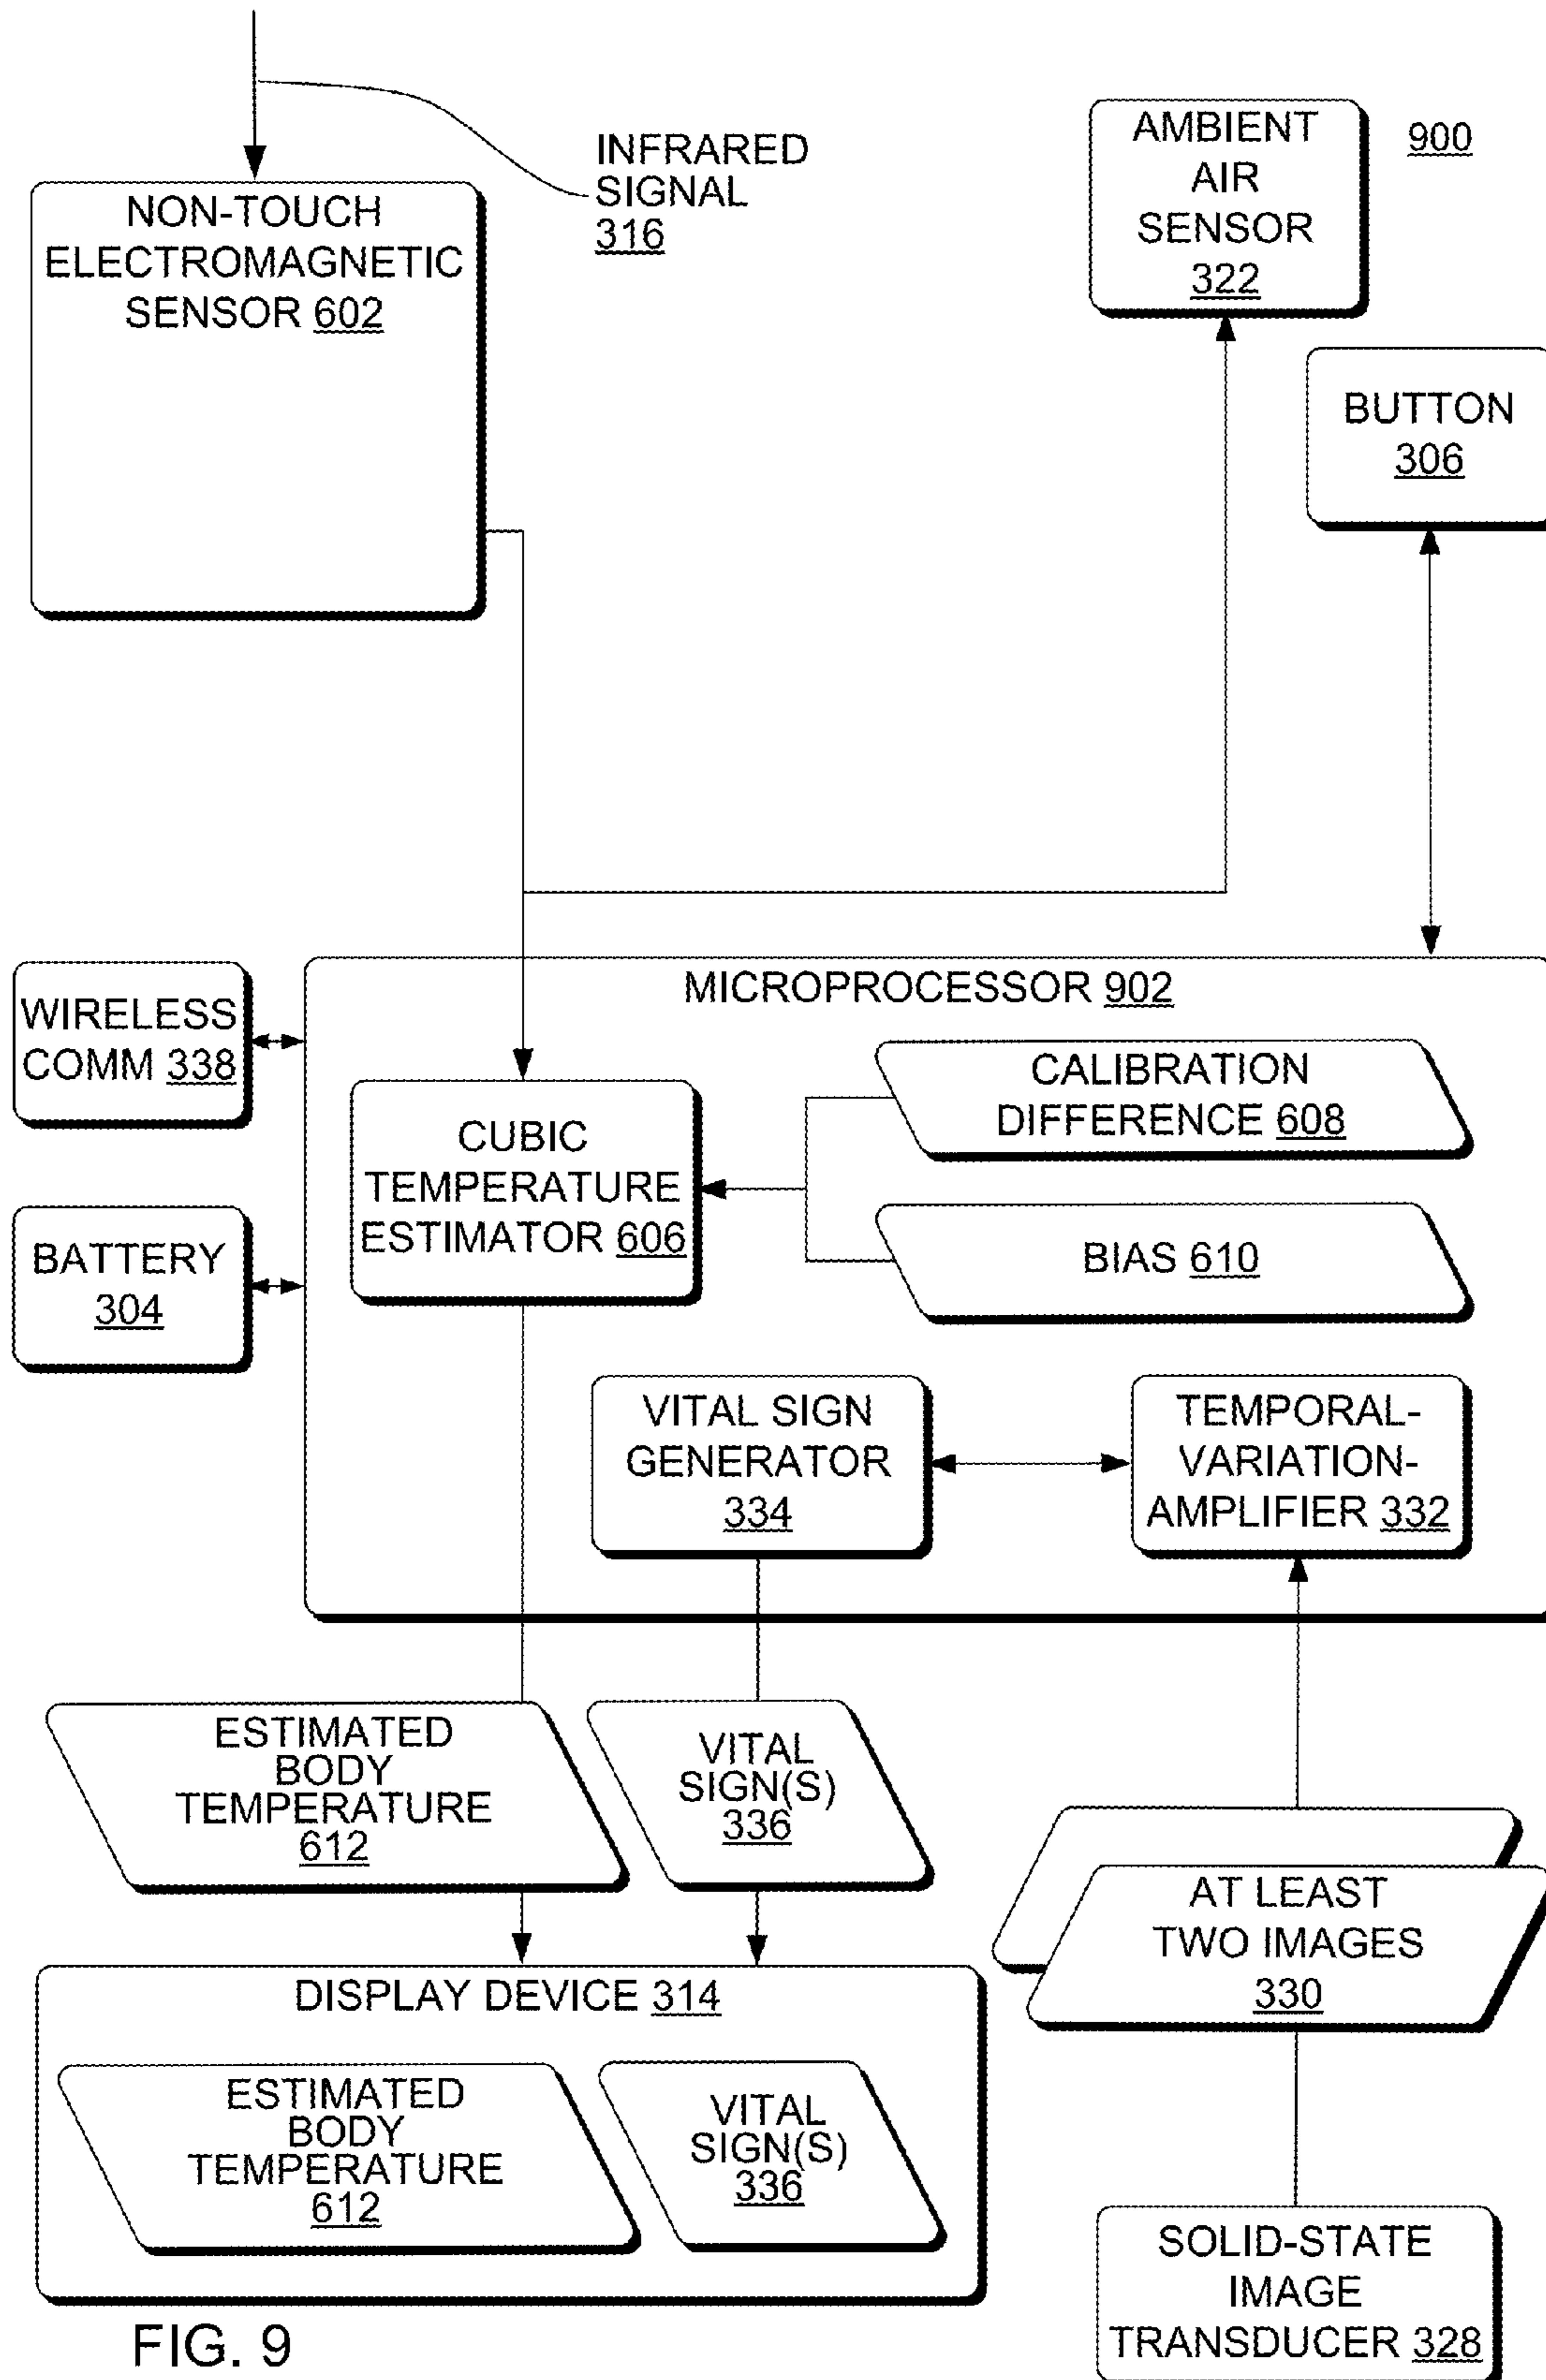 INFRARED
SIGNAL
316
AMBIENT
AIR
SENSOR
322
900
NON-TOUCH
ELECTROMAGNETIC
SENSOR 602
BUTTON
306
MICROPROCESSOR 902
WIRELESS
COMM 338
CALIBRATION
DIFFERENCE 608
CUBIC
TEMPERATURE
ESTIMATOR 606
BATTERY
304
BIAS 610
VITAL SIGN
GENERATOR
334
TEMPORAL-
VARIATION-
AMPLIFIER 332
ESTIMATED
BODY
TEMPERATURE
612
VITAL
SIGN(S)
336
AT LEAST
TWO IMAGES
330
DISPLAY DEVICE 314
ESTIMATED
BODY
TEMPERATURE
612
VITAL
SIGN(S)
336
SOLID-STATE
IMAGE
TRANSDUCER 328
FIG. 9